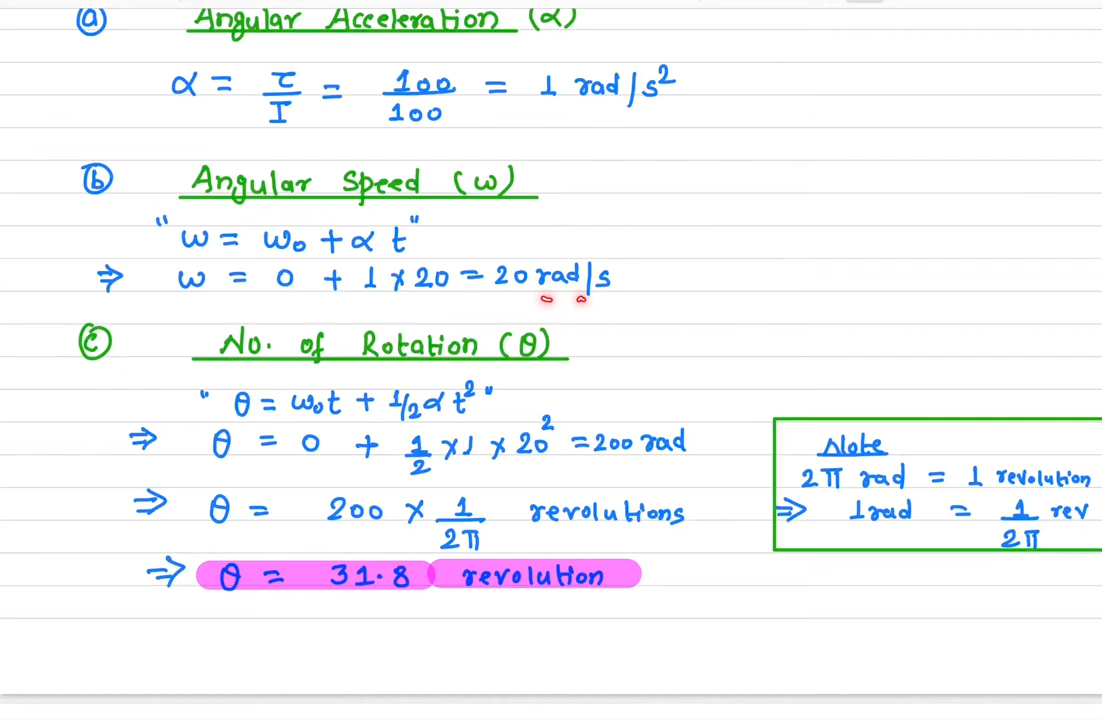 (a) Angular Acceleration (α)
α = τ/I = 100/100 = 1 rad/s²
(b) Angular Speed (ω)
"ω = ω₀ + α t"
⇒ ω = 0 + 1 × 20 = 20 rad/s
(c) No. of Rotation (θ)
"θ = ω₀t + 1/2 α t²"
⇒ θ = 0 + 1/2 × 1 × 20² = 200 rad
⇒ θ = 200 × 1/2π revolutions
⇒ θ = 31.8 revolution
Note
2π rad = 1 revolution
⇒ 1 rad = 1/2π rev